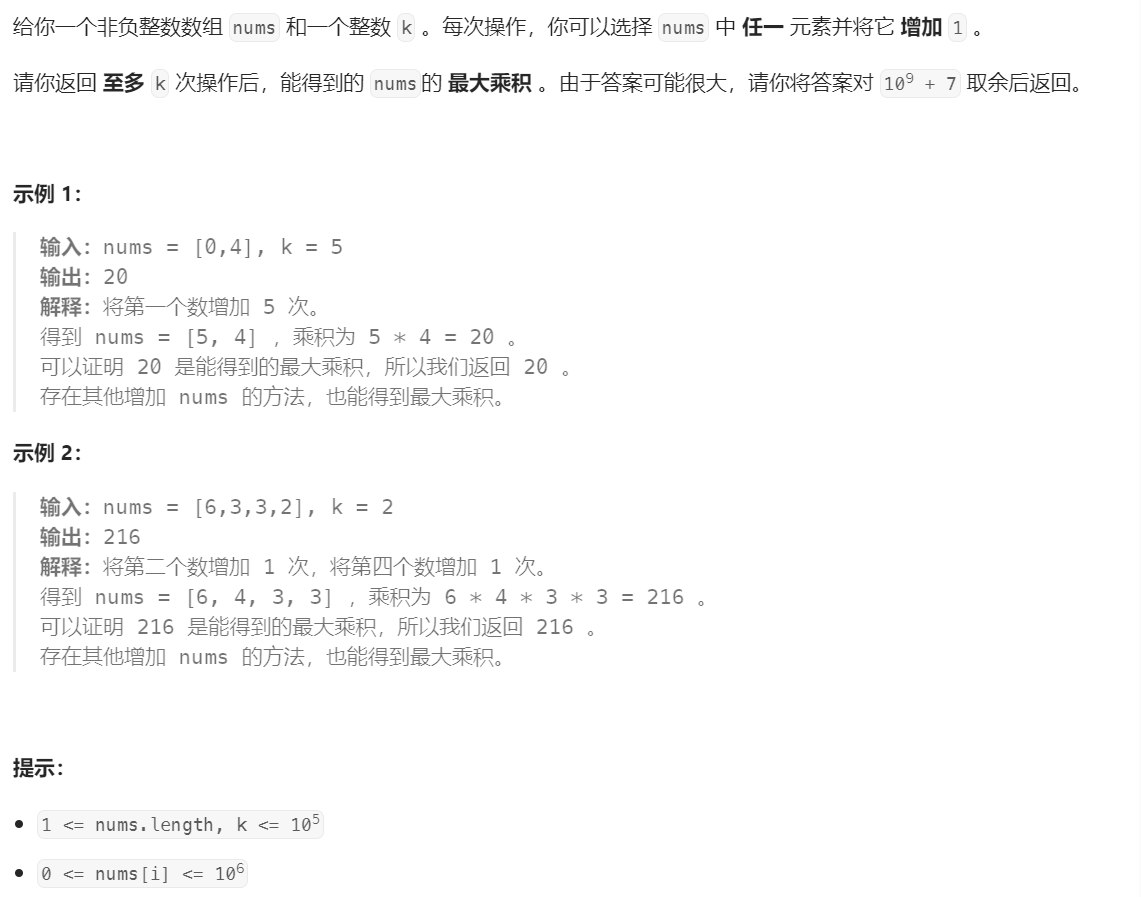 给你一个非负整数数组 nums 和一个整数 k 。每次操作，你可以选择 nums 中 任一 元素并将它 增加 1 。
请你返回 至多 k 次操作后，能得到的 nums的 最大乘积 。由于答案可能很大，请你将答案对 10⁹ + 7 取余后返回。
示例 1：
输入：nums = [0,4], k = 5
输出：20
解释：将第一个数增加 5 次。
得到 nums = [5, 4] ，乘积为 5 * 4 = 20 。
可以证明 20 是能得到的最大乘积，所以我们返回 20 。
存在其他增加 nums 的方法，也能得到最大乘积。
示例 2：
输入：nums = [6,3,3,2], k = 2
输出：216
解释：将第二个数增加 1 次，将第四个数增加 1 次。
得到 nums = [6, 4, 3, 3] ，乘积为 6 * 4 * 3 * 3 = 216 。
可以证明 216 是能得到的最大乘积，所以我们返回 216 。
存在其他增加 nums 的方法，也能得到最大乘积。
提示：
• 1 <= nums.length, k <= 10⁵
• 0 <= nums[i] <= 10⁶